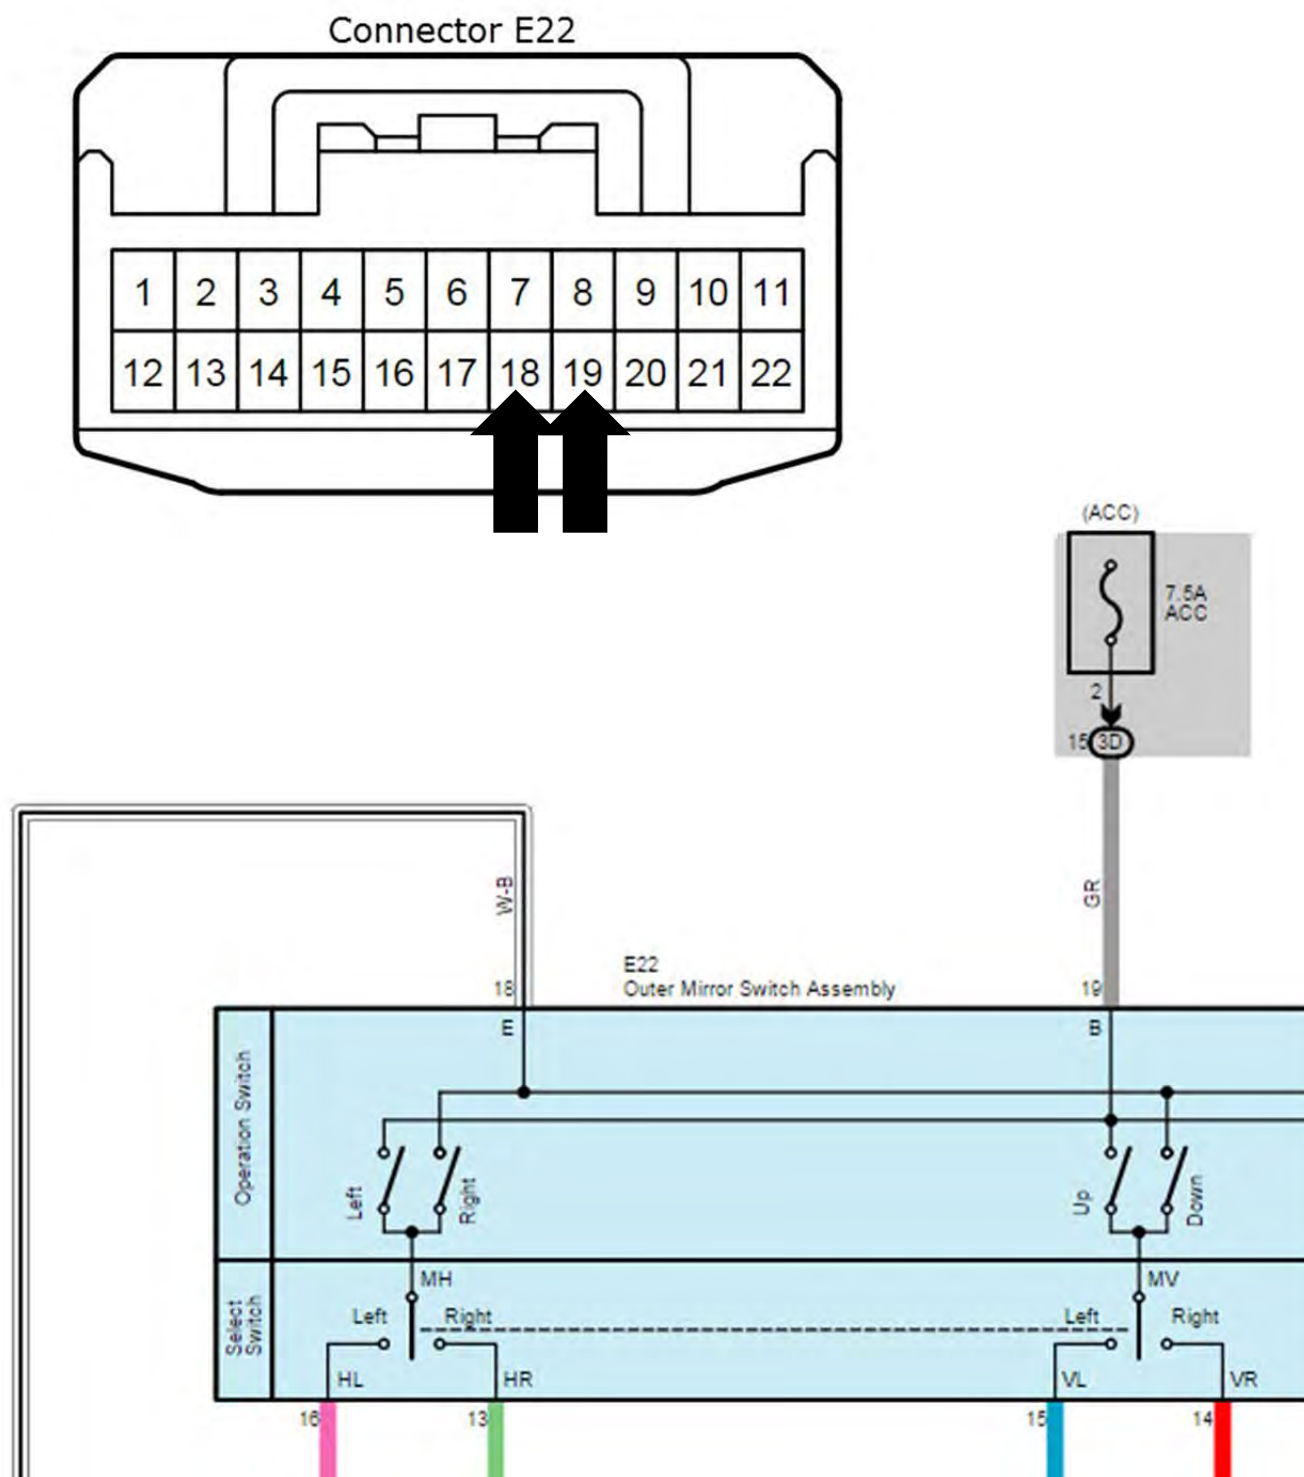 Connector E22
1 2 3 4 5 6 7 8 9 10 11
12 13 14 15 16 17 18 19 20 21 22
(ACC)
7.5A
ACC
2
15 3D
W-B
GR
E22
18 Outer Mirror Switch Assembly 19
E B
Operation Switch
Left Right Up Down
MH MV
Select
Switch
Left Right Left Right
HL HR VL VR
16 13 15 14